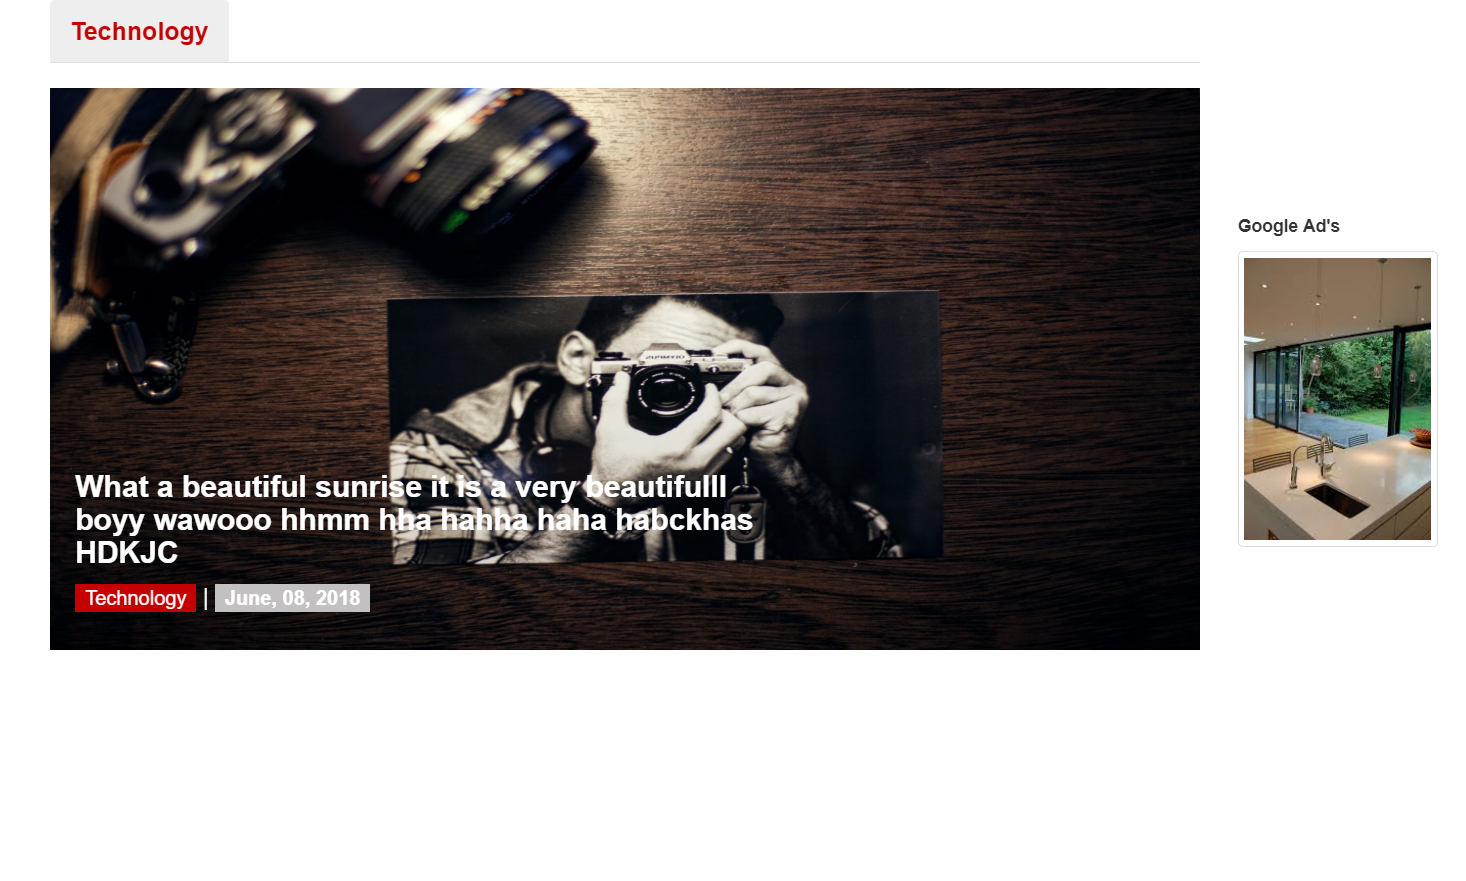 Technology
What a beautiful sunrise it is a very beautifulll
boyy wawooo hhmm hha hahha haha habckhas
HDKJC
Technology | June, 08, 2018
Google Ad's